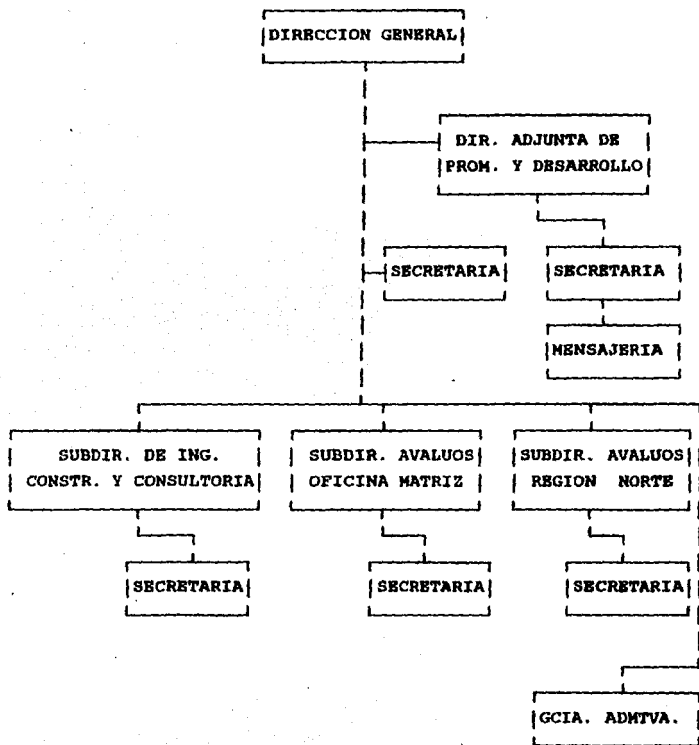 DIRECCION GENERAL
DIR. ADJUNTA DE
PROM. Y DESARROLLO
SECRETARIA
SECRETARIA
MENSAJERIA
SUBDIR. DE ING.
CONSTR. Y CONSULTORIA
SUBDIR. AVALUOS
OFICINA MATRIZ
SUBDIR. AVALUOS
REGION NORTE
SECRETARIA
SECRETARIA
SECRETARIA
GCIA. ADMTVA.